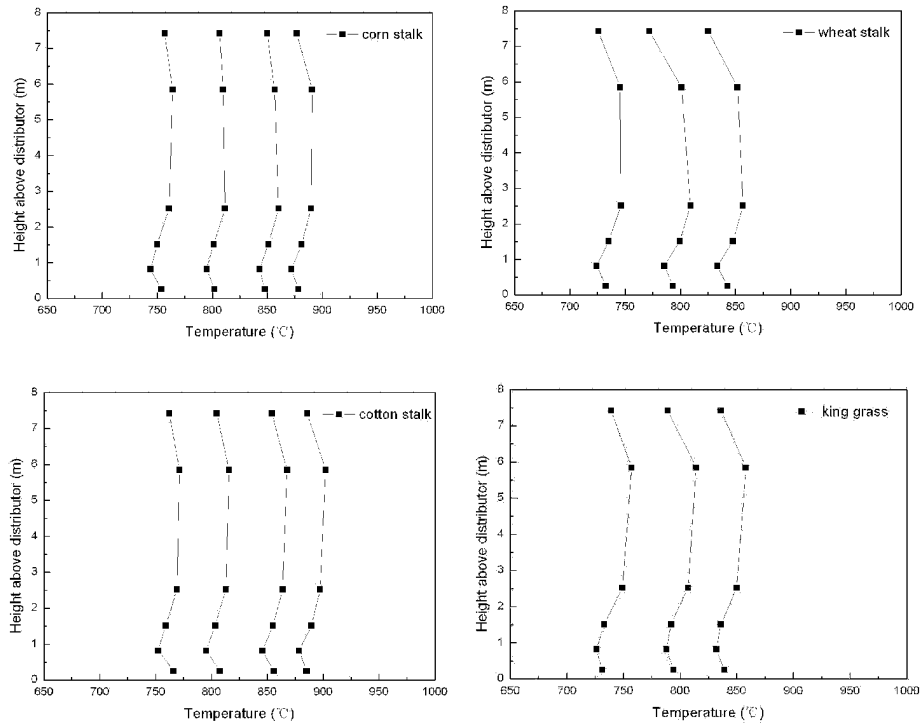 8
7
6
5
4
3
2
1
0
Height above distributor (m)
corn stalk
650 700 750 800 850 900 950 1000
Temperature (℃)
8
7
6
5
4
3
2
1
0
Height above distributor (m)
wheat stalk
650 700 750 800 850 900 950 1000
Temperature (℃)
8
7
6
5
4
3
2
1
0
Height above distributor (m)
cotton stalk
650 700 750 800 850 900 950 1000
Temperature (℃)
8
7
6
5
4
3
2
1
0
Height above distributor (m)
king grass
650 700 750 800 850 900 950 1000
Temperature (℃)